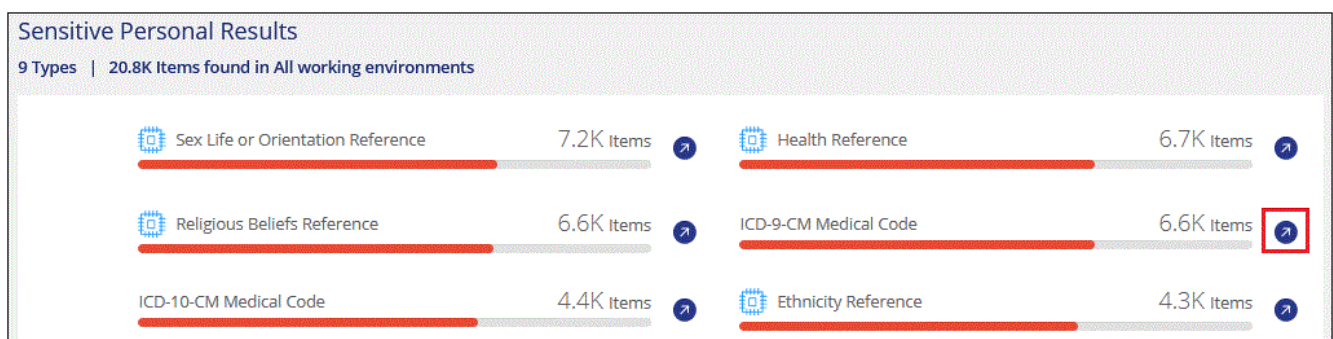 Sensitive Personal Results
9 Types | 20.8K Items found in All working environments
Sex Life or Orientation Reference 7.2K Items
Health Reference 6.7K Items
Religious Beliefs Reference 6.6K Items
ICD-9-CM Medical Code 6.6K Items
ICD-10-CM Medical Code 4.4K Items
Ethnicity Reference 4.3K Items